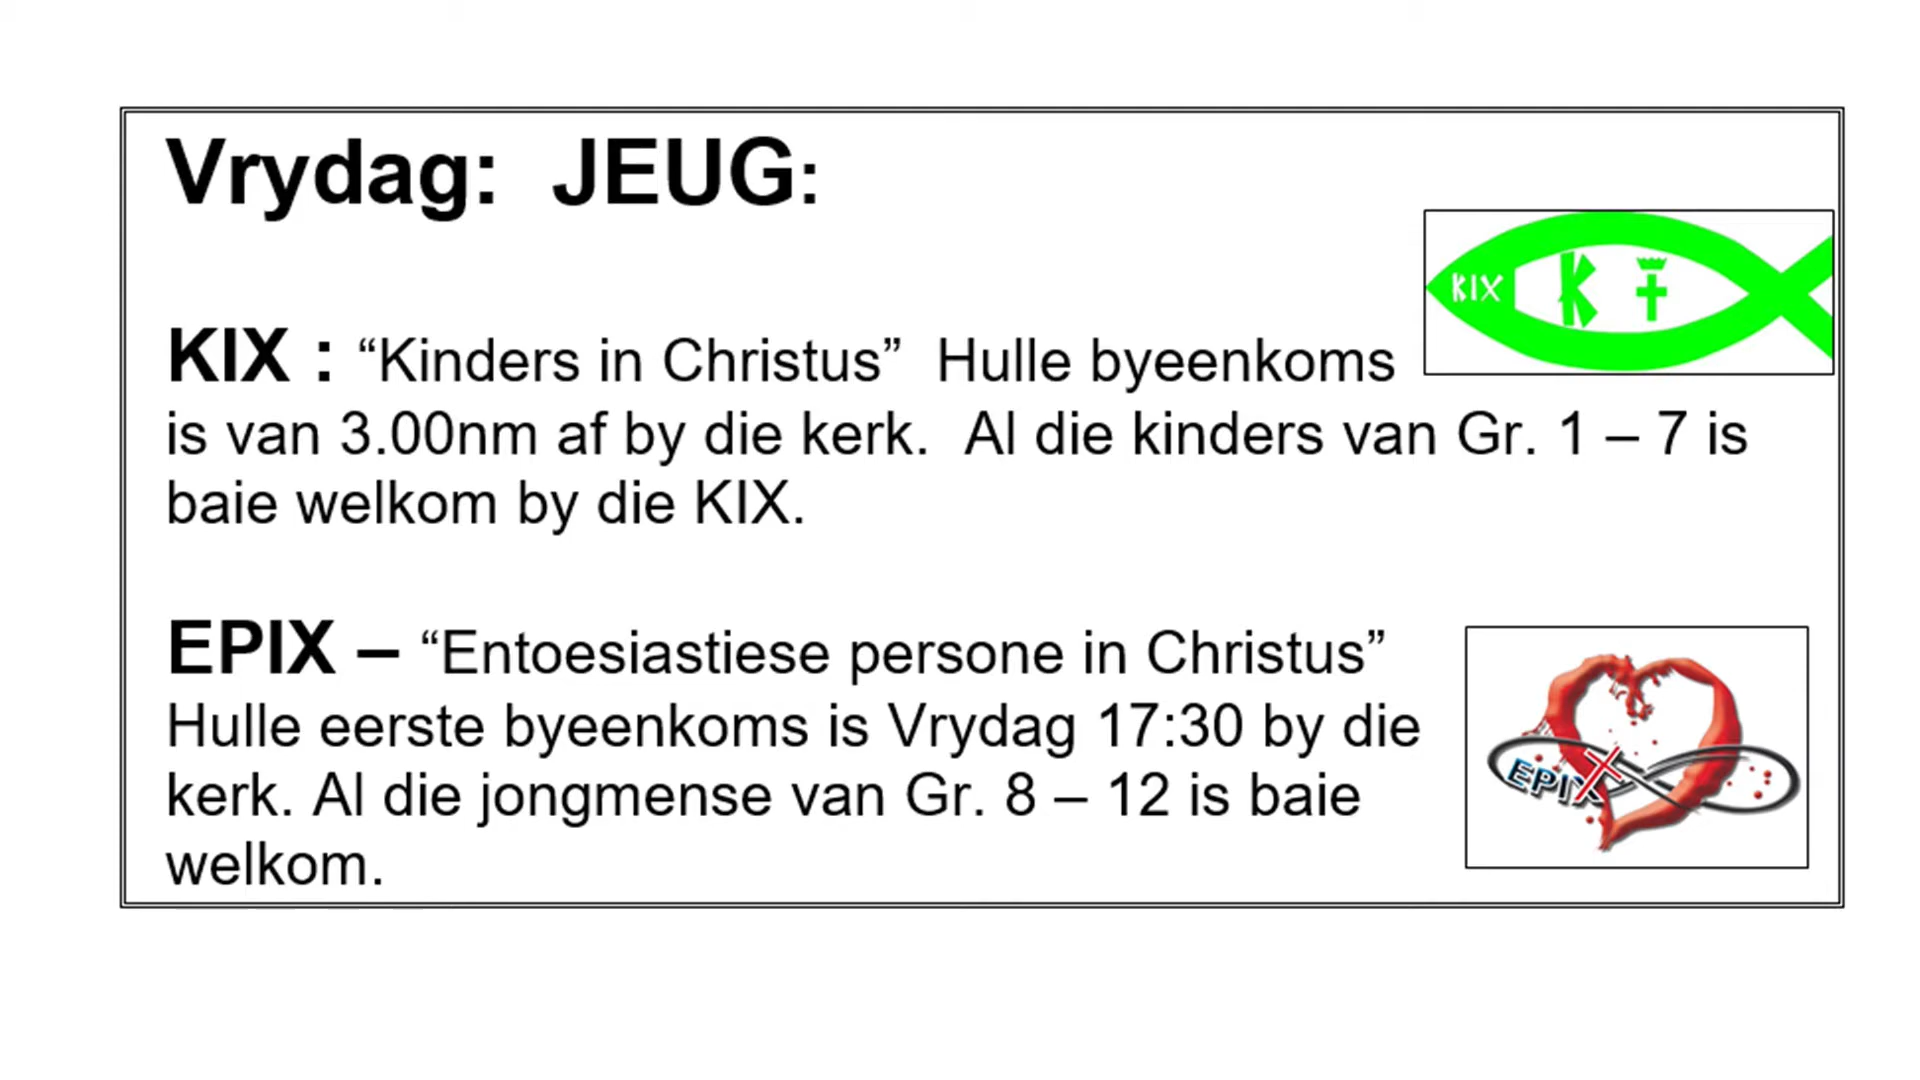 Vrydag:  JEUG:
KIX
K
KIX : “Kinders in Christus”  Hulle byeenkoms
is van 3.00nm af by die kerk.  Al die kinders van Gr. 1 – 7 is
baie welkom by die KIX.
EPIX – “Entoesiastiese persone in Christus”
Hulle eerste byeenkoms is Vrydag 17:30 by die
kerk. Al die jongmense van Gr. 8 – 12 is baie
welkom.
EPIX